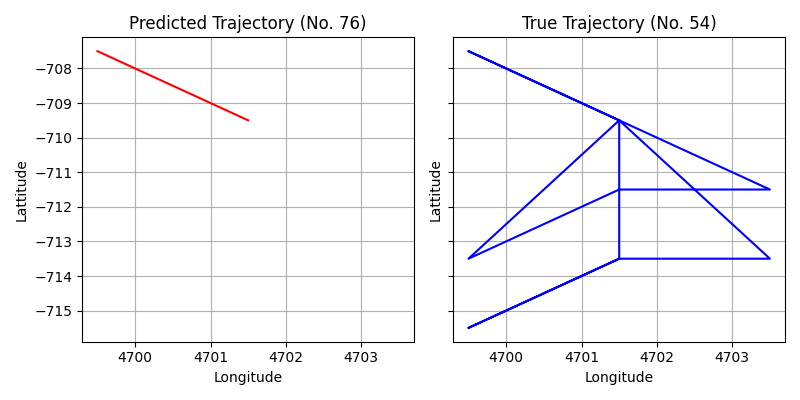 Predicted Trajectory (No. 76)
−708
−709
−710
−711
−712
−713
−714
−715
Lattitude
4700 4701 4702 4703
Longitude
True Trajectory (No. 54)
Lattitude
4700 4701 4702 4703
Longitude